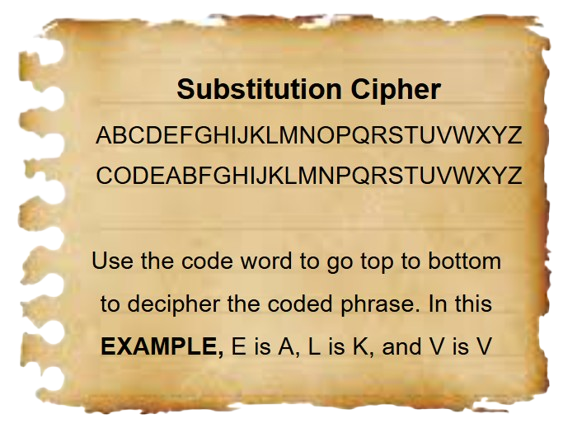 Substitution Cipher
ABCDEFGHIJKLMNOPQRSTUVWXYZ
CODEABFGHIJKLMNPQRSTUVWXYZ
Use the code word to go top to bottom
to decipher the coded phrase. In this
EXAMPLE, E is A, L is K, and V is V